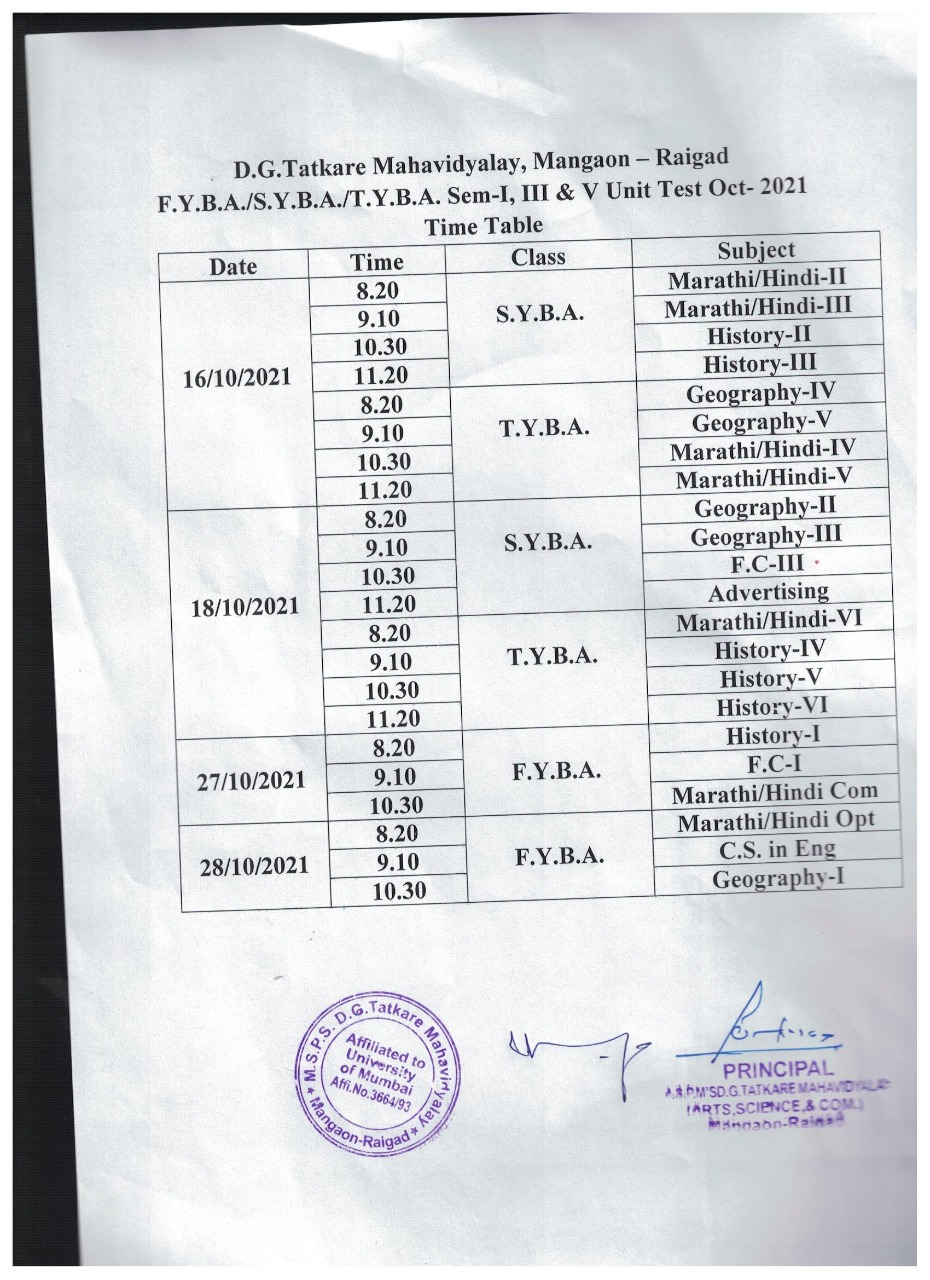 D.G.Tatkare Mahavidyalay, Mangaon – Raigad
F.Y.B.A./S.Y.B.A./T.Y.B.A. Sem-I, III & V Unit Test Oct- 2021
Time Table
Date Time Class Subject
16/10/2021 8.20 S.Y.B.A. Marathi/Hindi-II
9.10 Marathi/Hindi-III
10.30 History-II
11.20 History-III
8.20 T.Y.B.A. Geography-IV
9.10 Geography-V
10.30 Marathi/Hindi-IV
11.20 Marathi/Hindi-V
18/10/2021 8.20 S.Y.B.A. Geography-II
9.10 Geography-III
10.30 F.C-III
11.20 Advertising
8.20 T.Y.B.A. Marathi/Hindi-VI
9.10 History-IV
10.30 History-V
11.20 History-VI
27/10/2021 8.20 F.Y.B.A. History-I
9.10 F.C-I
10.30 Marathi/Hindi Com
28/10/2021 8.20 F.Y.B.A. Marathi/Hindi Opt
9.10 C.S. in Eng
10.30 Geography-I
M.S.P.S. D.G.Tatkare Mahavidyalay
Affiliated to
University
of Mumbai
Affi.No.3664/93
★ Mangaon-Raigad ★
PRINCIPAL
D.G.TATKARE MAHAVIDYALAY
(ARTS,SCIENCE,& COM.)
Mangaon-Raigad